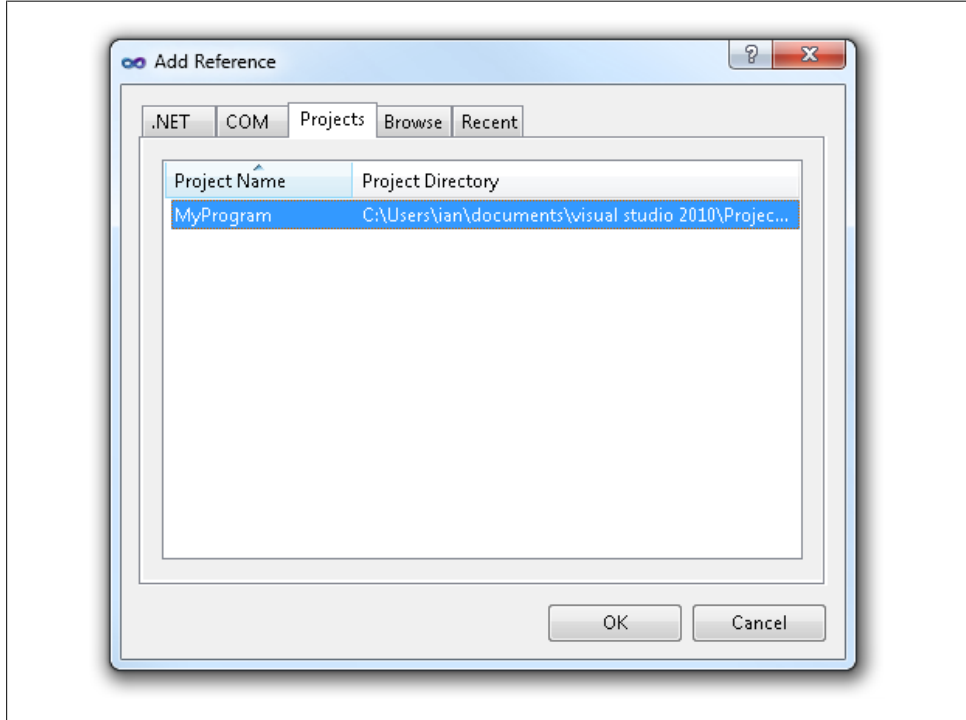 Add Reference
?
.NET COM Projects Browse Recent
Project Name Project Directory
MyProgram C:\Users\ian\documents\visual studio 2010\Projec...
OK Cancel